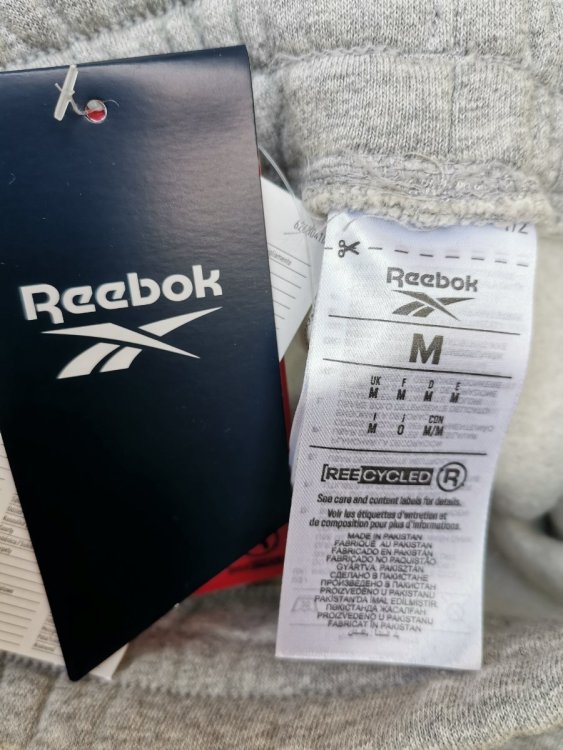 Reebok
Reebok
M
UK F D E
M M M M
I J CDN
M O M/M
[REECYCLED] R
See care and content labels for details.
Voir les étiquettes d'entretien et
de composition pour plus d'informations.
MADE IN PAKISTAN
FABRIQUÉ AU PAKISTAN
FABRICADO EN PAKISTÁN
FABRICADO NO PAQUISTÃO
GYÁRTVA, PAKISZTÁN
СДЕЛАНО В ПАКИСТАНЕ
ПРОИЗВЕДЕНО В ПАКИСТАН
PROIZVEDENO U PAKISTANU
PAKİSTAN'DA İMAL EDİLMİŞTİR
ПӘКІСТАНДА ЖАСАЛҒАН
PROIZVEDENO U PAKISTANU
FABRICAT IN PAKISTAN